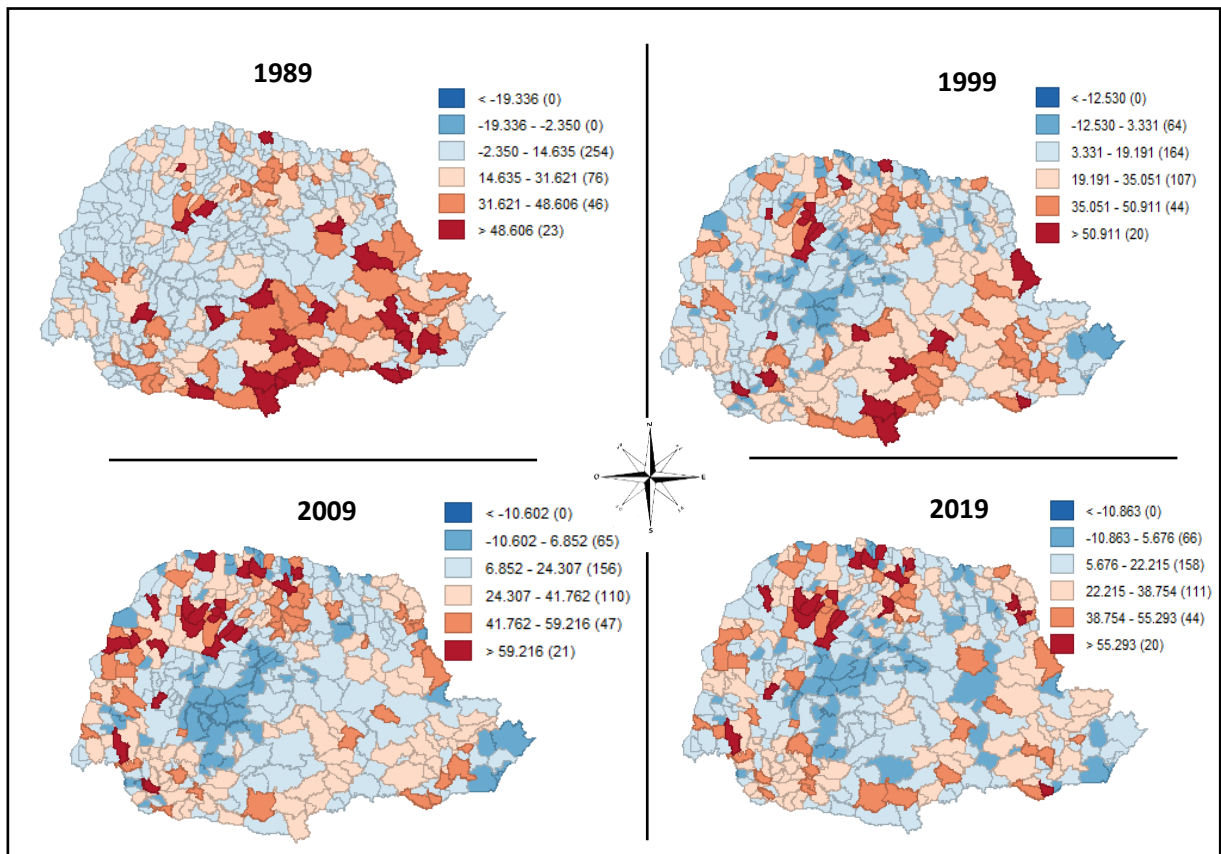 1989
< -19.336 (0)
-19.336 - -2.350 (0)
-2.350 - 14.635 (254)
14.635 - 31.621 (76)
31.621 - 48.606 (46)
> 48.606 (23)
1999
< -12.530 (0)
-12.530 - 3.331 (64)
3.331 - 19.191 (164)
19.191 - 35.051 (107)
35.051 - 50.911 (44)
> 50.911 (20)
N
O
E
S
2009
< -10.602 (0)
-10.602 - 6.852 (65)
6.852 - 24.307 (156)
24.307 - 41.762 (110)
41.762 - 59.216 (47)
> 59.216 (21)
2019
< -10.863 (0)
-10.863 - 5.676 (66)
5.676 - 22.215 (158)
22.215 - 38.754 (111)
38.754 - 55.293 (44)
> 55.293 (20)